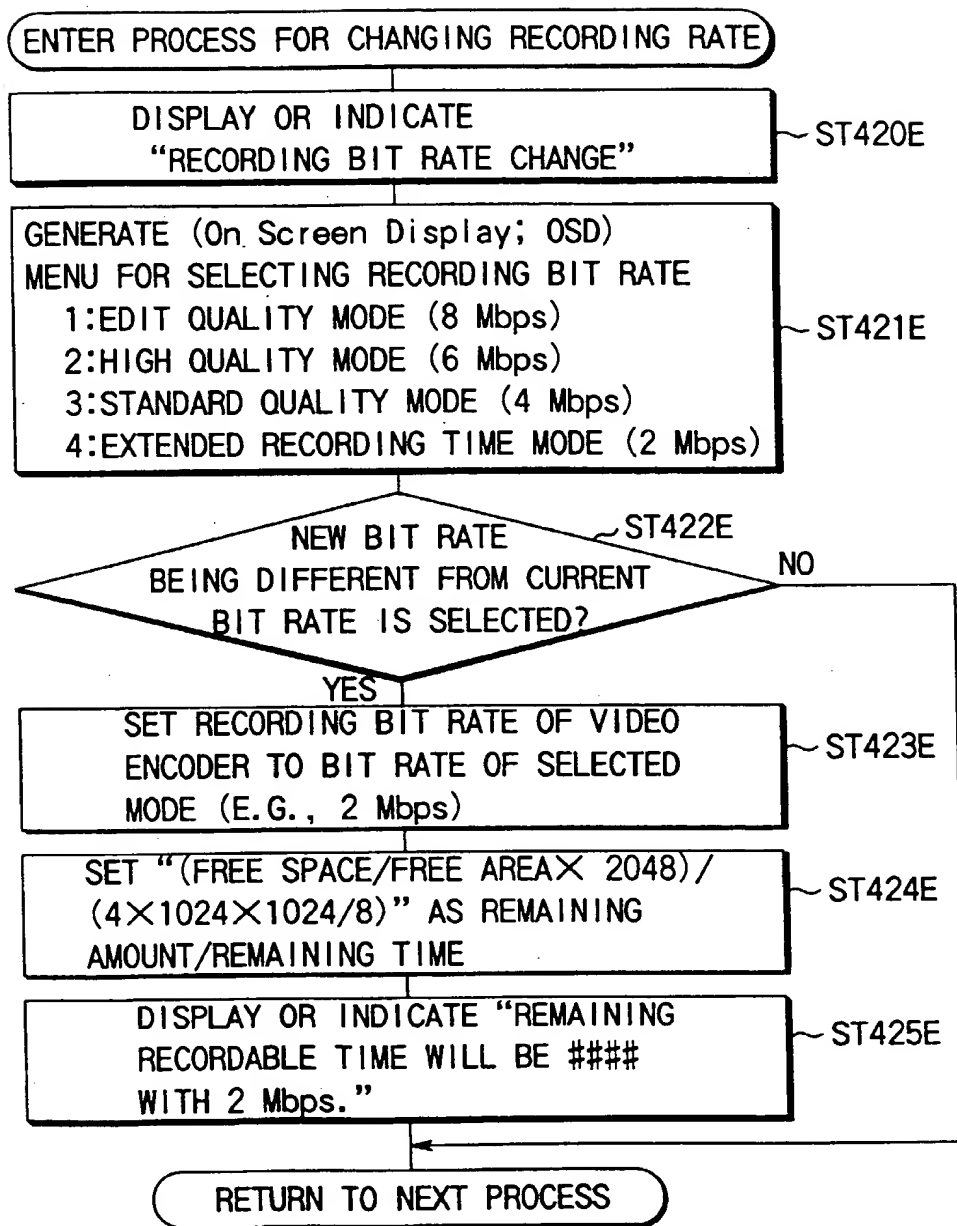 ENTER PROCESS FOR CHANGING RECORDING RATE
DISPLAY OR INDICATE
“RECORDING BIT RATE CHANGE”
ST420E
GENERATE (On Screen Display; OSD)
MENU FOR SELECTING RECORDING BIT RATE
1:EDIT QUALITY MODE (8 Mbps)
2:HIGH QUALITY MODE (6 Mbps)
3:STANDARD QUALITY MODE (4 Mbps)
4:EXTENDED RECORDING TIME MODE (2 Mbps)
ST421E
ST422E
NEW BIT RATE
BEING DIFFERENT FROM CURRENT
BIT RATE IS SELECTED?
NO
YES
SET RECORDING BIT RATE OF VIDEO
ENCODER TO BIT RATE OF SELECTED
MODE (E.G., 2 Mbps)
ST423E
SET “(FREE SPACE/FREE AREA× 2048)/
(4×1024×1024/8)” AS REMAINING
AMOUNT/REMAINING TIME
ST424E
DISPLAY OR INDICATE “REMAINING
RECORDABLE TIME WILL BE ####
WITH 2 Mbps.”
ST425E
RETURN TO NEXT PROCESS